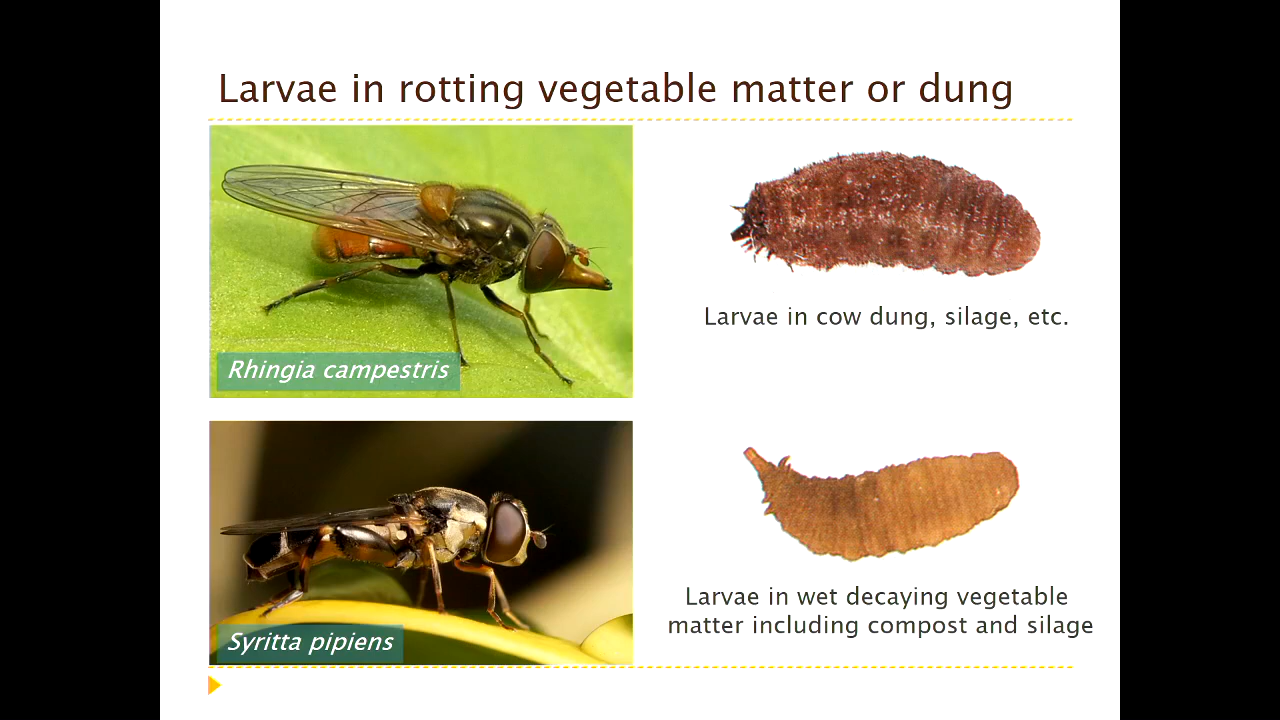 Larvae in rotting vegetable matter or dung
Rhingia campestris
Larvae in cow dung, silage, etc.
Syritta pipiens
Larvae in wet decaying vegetable
matter including compost and silage